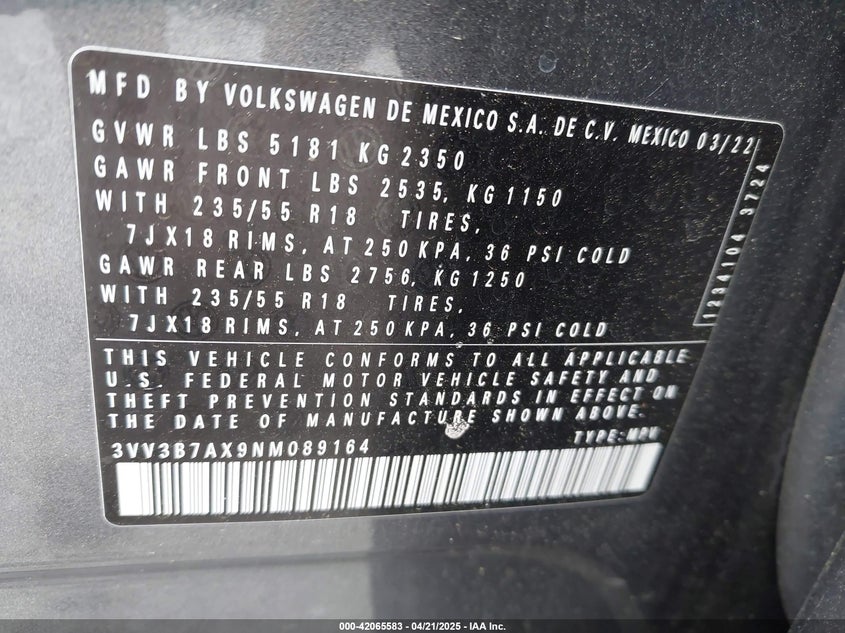 MFD BY VOLKSWAGEN DE MEXICO S.A. DE C.V. MEXICO 03/22
GVWR LBS 5181 KG 2350
GAWR FRONT LBS 2535, KG 1150
WITH 235/55 R18 TIRES,
7JX18 RIMS, AT 250 KPA, 36 PSI COLD
GAWR REAR LBS 2756, KG 1250
WITH 235/55 R18 TIRES,
7JX18 RIMS, AT 250 KPA, 36 PSI COLD
1234104 3724
THIS VEHICLE CONFORMS TO ALL APPLICABLE
U.S. FEDERAL MOTOR VEHICLE SAFETY AND
THEFT PREVENTION STANDARDS IN EFFECT ON
THE DATE OF MANUFACTURE SHOWN ABOVE.
3VV3B7AX9NM089164 TYPE: MPV
000-42065583 / 04/21/2025 - IAA Inc.